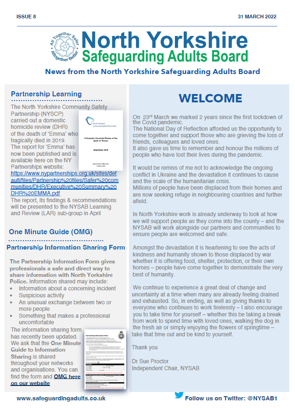 ISSUE 8
31 MARCH 2022
North Yorkshire
Safeguarding Adults Board
News from the North Yorkshire Safeguarding Adults Board
Partnership Learning
The North Yorkshire Community Safety
Partnership (NYSCP)
carried out a domestic
homicide review (DHR)
of the death of 'Emma' who
tragically died in 2019.
The report for 'Emma' has
now been published and is
available here on the NY
Partnerships website:
https://www.nypartnerships.org.uk/sites/def
ault/files/Partnership%20files/Safer%20com
munities/DHR/Executive%20Summary%20
DHR%20EMMA.pdf
The report, its findings & recommendations
will be presented to the NYSAB Learning
and Review (LAR) sub-group in April
One Minute Guide (OMG)
Partnership Information Sharing Form
The Partnership Information Form gives
professionals a safe and direct way to
share information with North Yorkshire
Police. Information shared may include:
• Information about a concerning incident
• Suspicious activity
• An unusual exchange between two or
more people
• Something that makes a professional
uncomfortable
The information sharing form
has recently been updated.
We ask that the One Minute
Guide to Information
Sharing is shared
throughout your networks
and organisations. You can
find the form and OMG here
on our website
WELCOME
On 23rd March we marked 2 years since the first lockdown of
the Covid pandemic.
The National Day of Reflection afforded us the opportunity to
come together and support those who are grieving the loss of
friends, colleagues and loved ones.
It also gave us time to remember and honour the millions of
people who have lost their lives during the pandemic.
It would be remiss of me not to acknowledge the ongoing
conflict in Ukraine and the devastation it continues to cause
and the scale of the humanitarian crisis.
Millions of people have been displaced from their homes and
are now seeking refuge in neighbouring countries and further
afield.
In North Yorkshire work is already underway to look at how
we will support people as they come into the county – and the
NYSAB will work alongside our partners and communities to
ensure people are welcomed and safe.
Amongst the devastation it is heartening to see the acts of
kindness and humanity shown to those displaced by war
whether it is offering food, shelter, protection, or their own
homes – people have come together to demonstrate the very
best of humanity.
We continue to experience a great deal of change and
uncertainty at a time when many are already feeling drained
and exhausted. So, in ending, as well as giving thanks to
everyone who continues to work tirelessly – I also encourage
you to take time for yourself – whether this be taking a break
from work to spend time with loved ones, walking the dog in
the fresh air or simply enjoying the flowers of springtime –
take that time out and be kind to yourself.
Thank you
Dr Sue Proctor
Independent Chair, NYSAB
www.safeguardingadults.co.uk
Follow us on Twitter: @NYSAB1